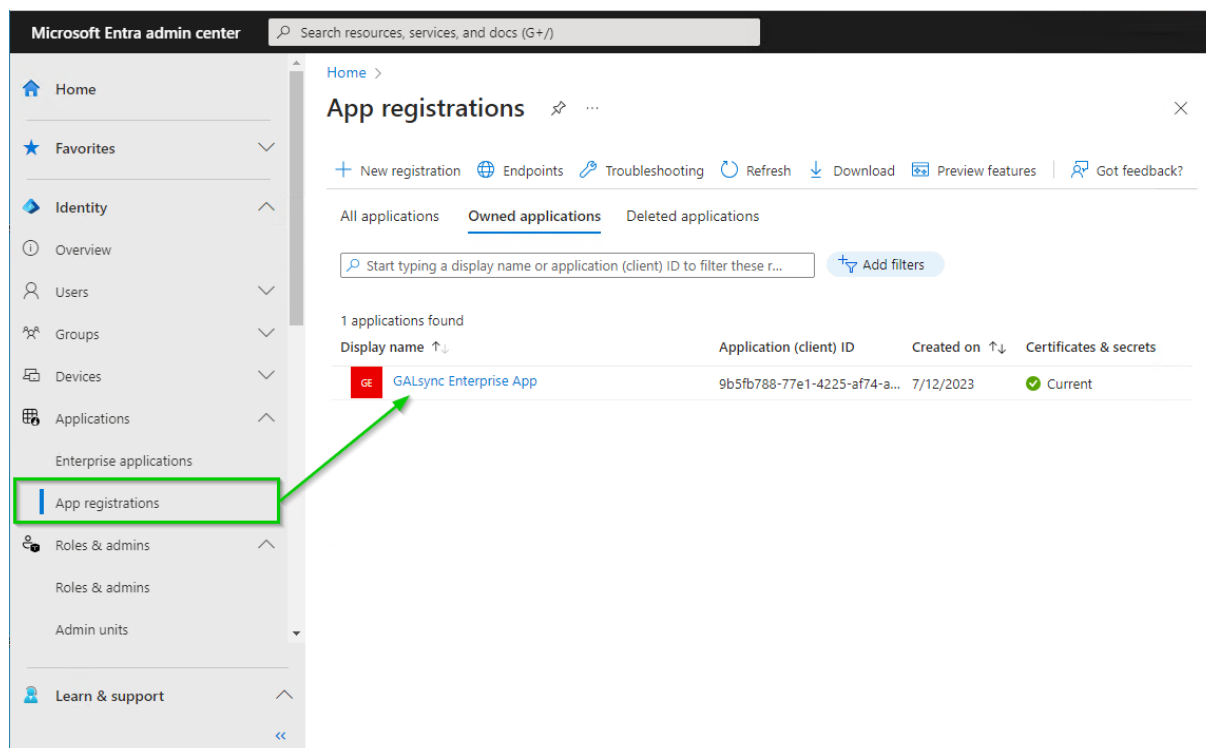 Microsoft Entra admin center
Search resources, services, and docs (G+/)
Home
Favorites
Identity
Overview
Users
Groups
Devices
Applications
Enterprise applications
App registrations
Roles & admins
Roles & admins
Admin units
Learn & support
Home >
App registrations
New registration Endpoints Troubleshooting Refresh Download Preview features Got feedback?
All applications Owned applications Deleted applications
Start typing a display name or application (client) ID to filter these r...
Add filters
1 applications found
Display name Application (client) ID Created on Certificates & secrets
GE GALsync Enterprise App 9b5fb788-77e1-4225-af74-a... 7/12/2023 Current